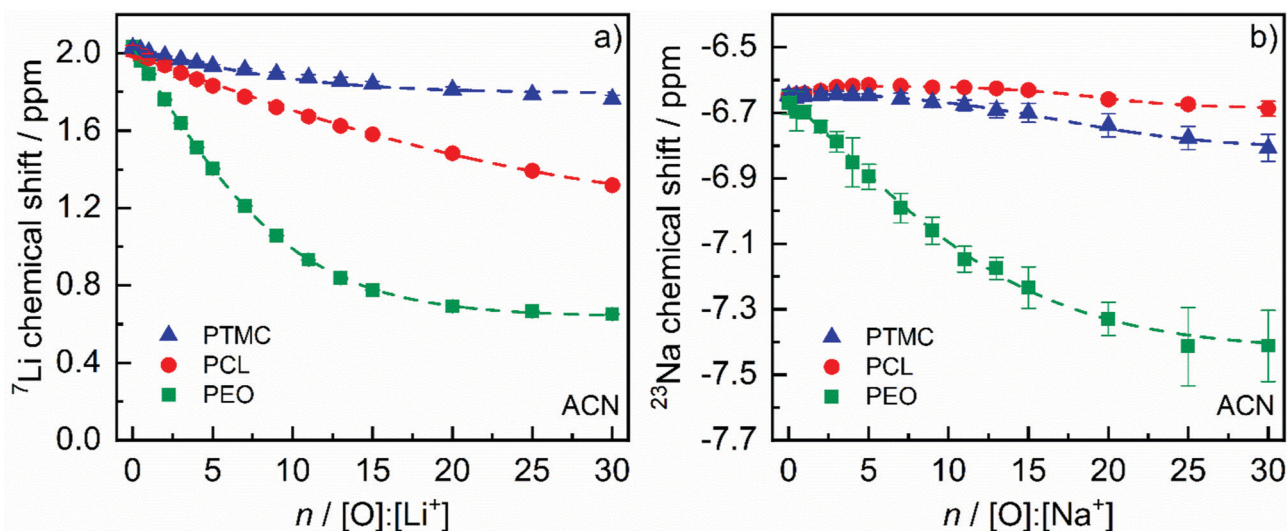 a)
2.0
1.6
1.2
0.8
0.4
0.0
⁷Li chemical shift / ppm
PTMC
PCL
PEO
ACN
0 5 10 15 20 25 30
n / [O]:[Li⁺]
b)
-6.5
-6.7
-6.9
-7.1
-7.3
-7.5
-7.7
²³Na chemical shift / ppm
PTMC
PCL
PEO
ACN
0 5 10 15 20 25 30
n / [O]:[Na⁺]